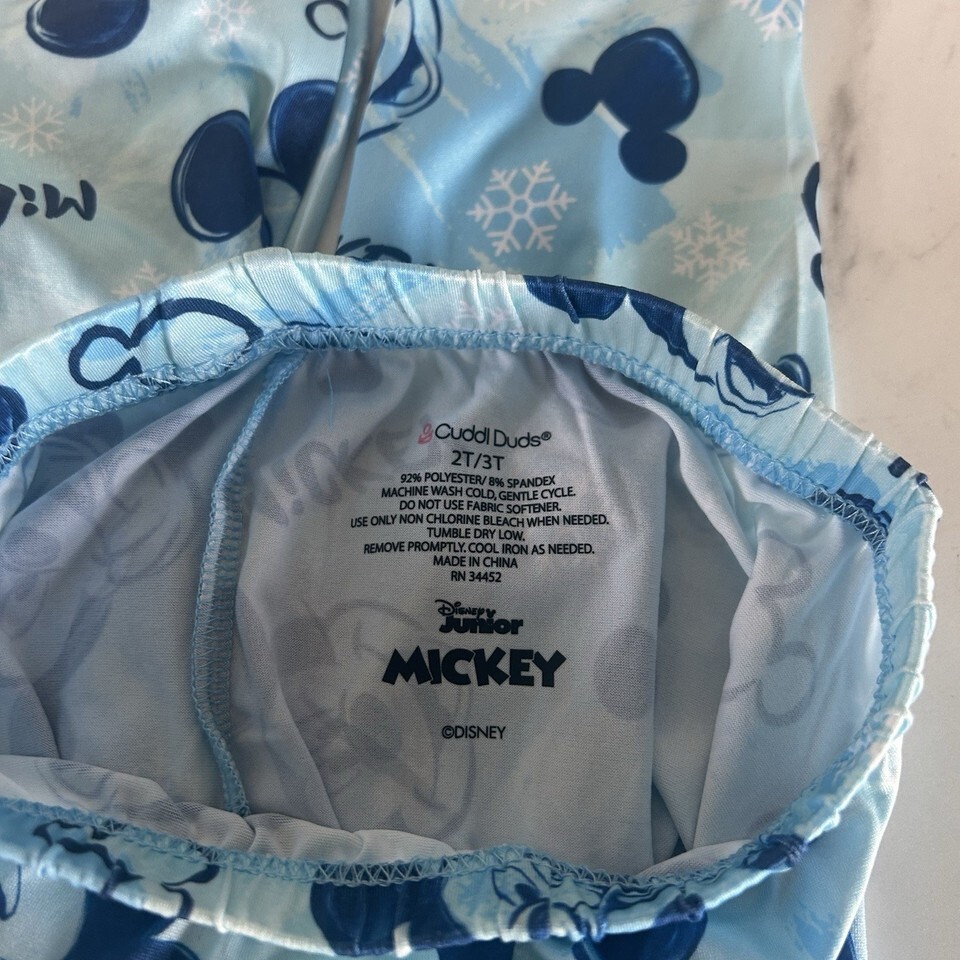 Cuddl Duds®
2T/3T
92% POLYESTER/ 8% SPANDEX
MACHINE WASH COLD, GENTLE CYCLE.
DO NOT USE FABRIC SOFTENER.
USE ONLY NON CHLORINE BLEACH WHEN NEEDED.
TUMBLE DRY LOW.
REMOVE PROMPTLY. COOL IRON AS NEEDED.
MADE IN CHINA
RN 34452
Disney
Junior
MICKEY
©DISNEY